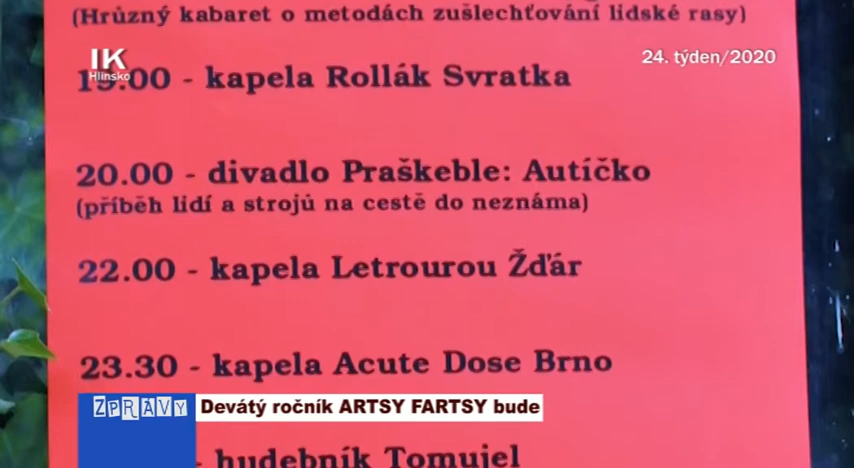 (Hrůzný kabaret o metodách zušlechťování lidské rasy)
IK
Hlinsko
24. týden/2020
19.00 - kapela Rollák Svratka
20.00 - divadlo Praškeble: Autíčko
(příběh lidí a strojů na cestě do neznáma)
22.00 - kapela Letrourou Žďár
23.30 - kapela Acute Dose Brno
ZPRÁVY
Devátý ročník ARTSY FARTSY bude
- hudebník Tomujel